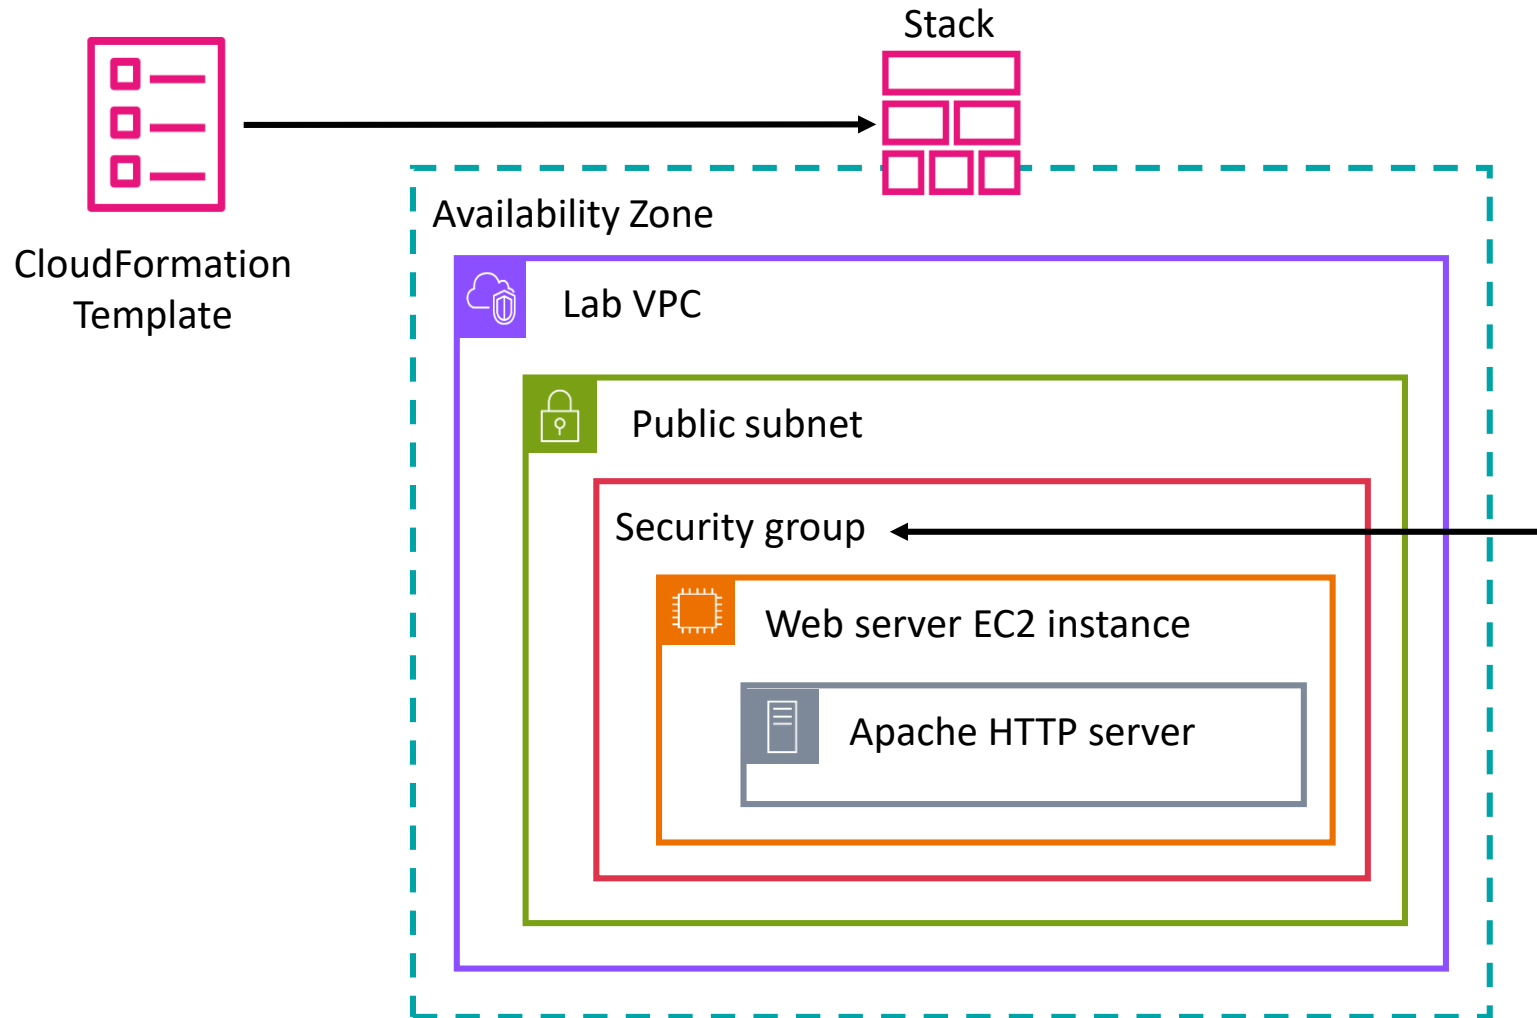 Stack
CloudFormation
Template
Availability Zone
Lab VPC
Public subnet
Security group
Web server EC2 instance
Apache HTTP server